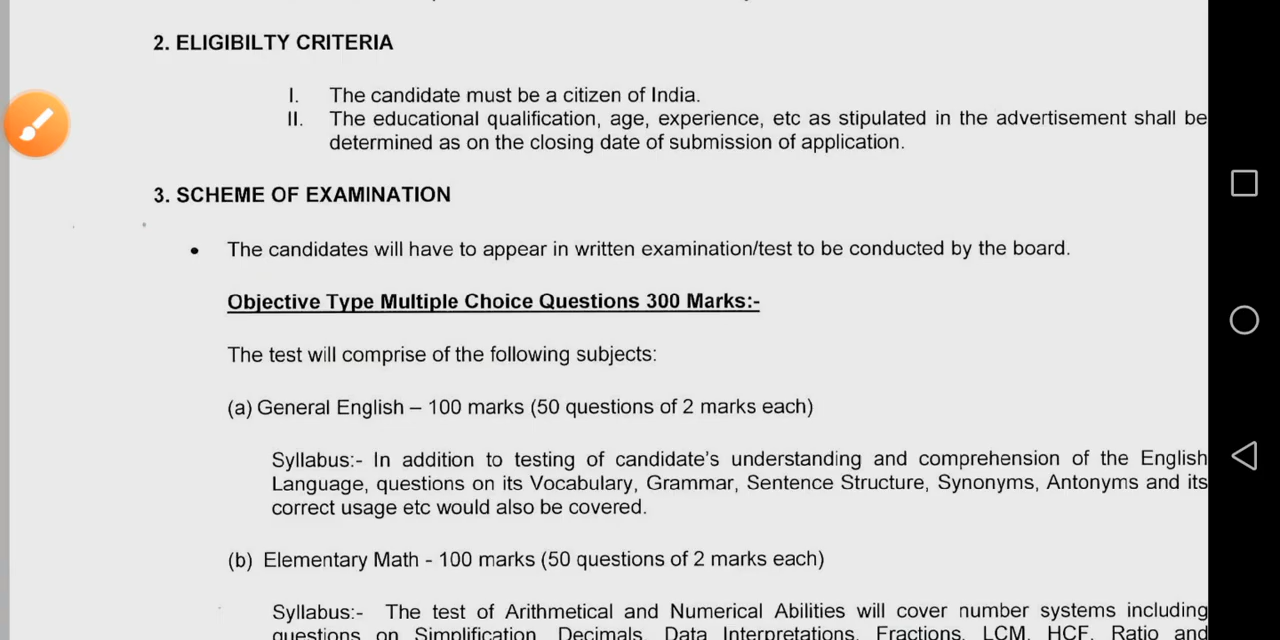 2. ELIGIBILTY CRITERIA
I. The candidate must be a citizen of India.
II. The educational qualification, age, experience, etc as stipulated in the advertisement shall be
determined as on the closing date of submission of application.
3. SCHEME OF EXAMINATION
• The candidates will have to appear in written examination/test to be conducted by the board.
Objective Type Multiple Choice Questions 300 Marks:-
The test will comprise of the following subjects:
(a) General English – 100 marks (50 questions of 2 marks each)
Syllabus:- In addition to testing of candidate's understanding and comprehension of the English
Language, questions on its Vocabulary, Grammar, Sentence Structure, Synonyms, Antonyms and its
correct usage etc would also be covered.
(b) Elementary Math - 100 marks (50 questions of 2 marks each)
Syllabus:- The test of Arithmetical and Numerical Abilities will cover number systems including
questions on Simplification, Decimals, Data Interpretations, Fractions, LCM, HCF, Ratio and